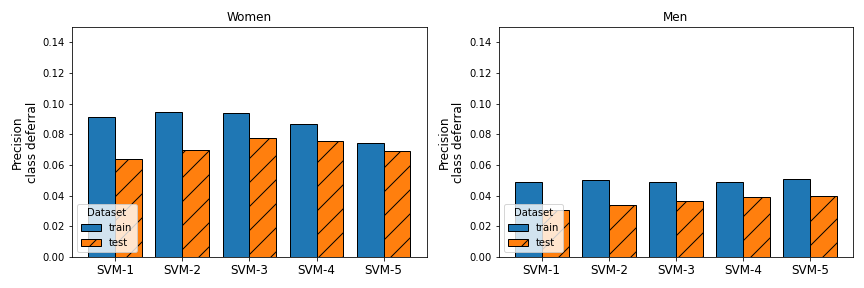 Women
Precision
class deferral
0.14
0.12
0.10
0.08
0.06
0.04
0.02
0.00
Dataset
train
test
SVM-1 SVM-2 SVM-3 SVM-4 SVM-5
Men
Precision
class deferral
0.14
0.12
0.10
0.08
0.06
0.04
0.02
0.00
Dataset
train
test
SVM-1 SVM-2 SVM-3 SVM-4 SVM-5